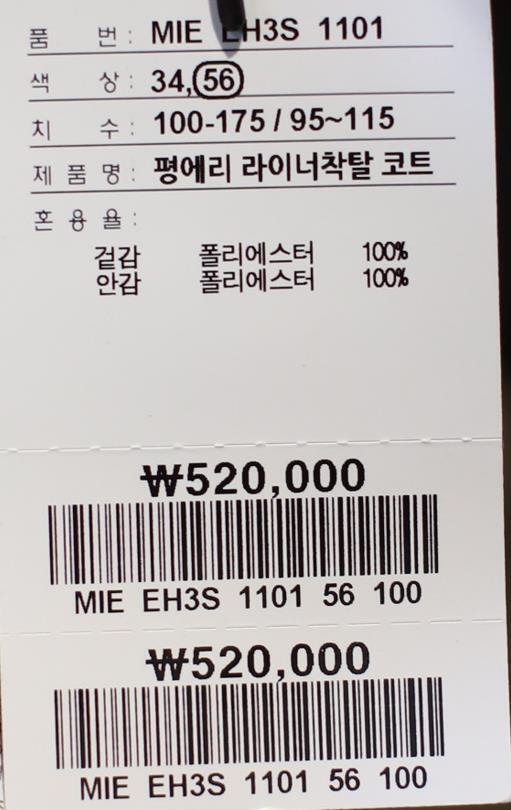 품 번 : MIE EH3S 1101
색 상 : 34, 56
치 수 : 100-175 / 95~115
제 품 명 : 평에리 라이너착탈 코트
혼 용 율 :
겉감 폴리에스터 100%
안감 폴리에스터 100%
₩520,000
MIE EH3S 1101 56 100
₩520,000
MIE EH3S 1101 56 100